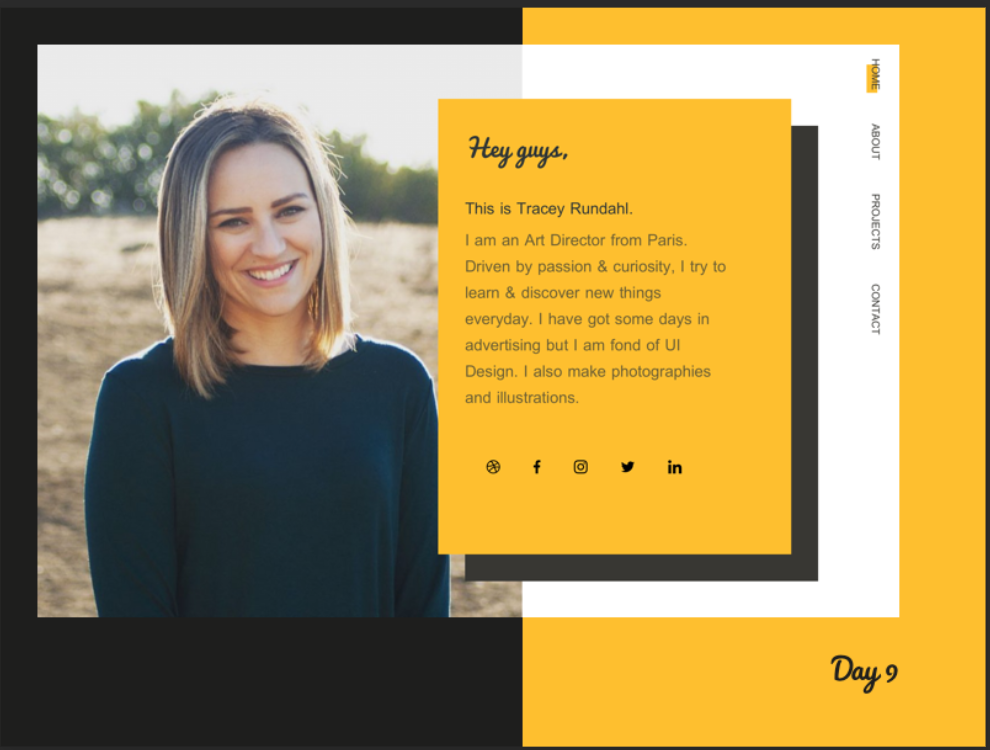 HOME
ABOUT
PROJECTS
CONTACT
Hey guys,
This is Tracey Rundahl.
I am an Art Director from Paris.
Driven by passion & curiosity, I try to
learn & discover new things
everyday. I have got some days in
advertising but I am fond of UI
Design. I also make photographies
and illustrations.
Day 9